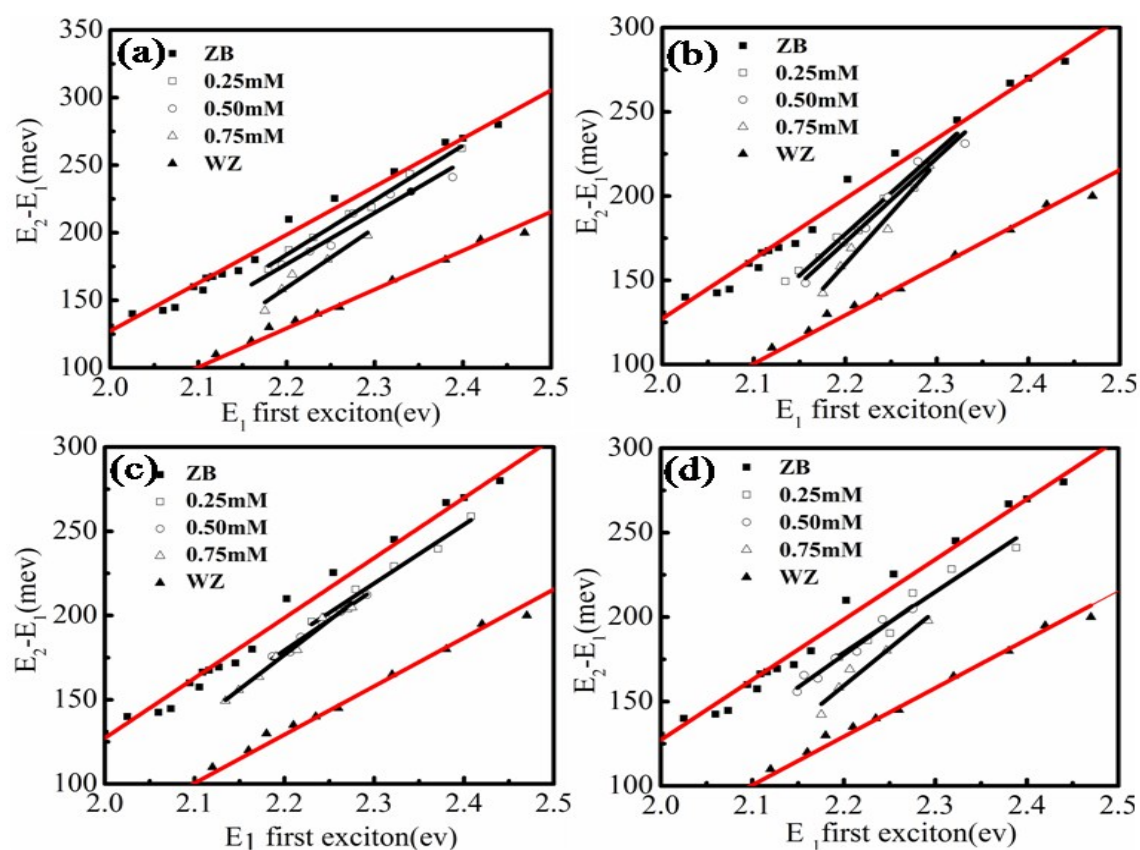 (a)
ZB
0.25mM
0.50mM
0.75mM
WZ
350
300
250
200
150
100
E2-E1(mev)
2.0 2.1 2.2 2.3 2.4 2.5
E1 first exciton(ev)
(b)
ZB
0.25mM
0.50mM
0.75mM
WZ
300
250
200
150
100
E2-E1(mev)
2.0 2.1 2.2 2.3 2.4 2.5
E1 first exciton(ev)
(c)
ZB
0.25mM
0.50mM
0.75mM
WZ
300
250
200
150
100
E2-E1(mev)
2.0 2.1 2.2 2.3 2.4 2.5
E1 first exciton(ev)
(d)
ZB
0.25mM
0.50mM
0.75mM
WZ
300
250
200
150
100
E2-E1(mev)
2.0 2.1 2.2 2.3 2.4 2.5
E1 first exciton(ev)